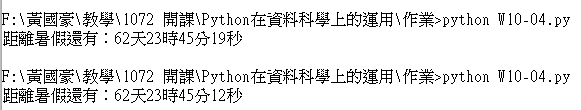 F:\黃國豪\教學\1072 開課\Python在資料科學上的運用\作業>python W10-04.py
距離暑假還有：62天23時45分19秒
F:\黃國豪\教學\1072 開課\Python在資料科學上的運用\作業>python W10-04.py
距離暑假還有：62天23時45分12秒